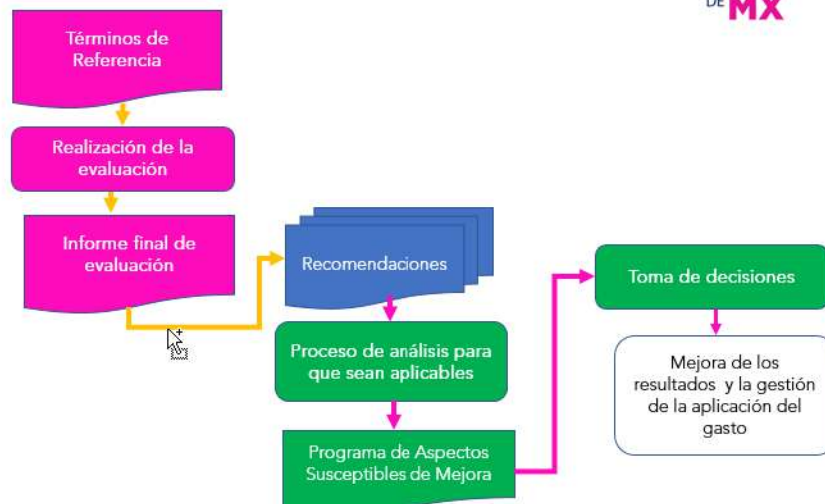 DE MX
Términos de
Referencia
Realización de la
evaluación
Informe final de
evaluación
Recomendaciones
Proceso de análisis para
que sean aplicables
Programa de Aspectos
Susceptibles de Mejora
Toma de decisiones
Mejora de los
resultados y la gestión
de la aplicación del
gasto